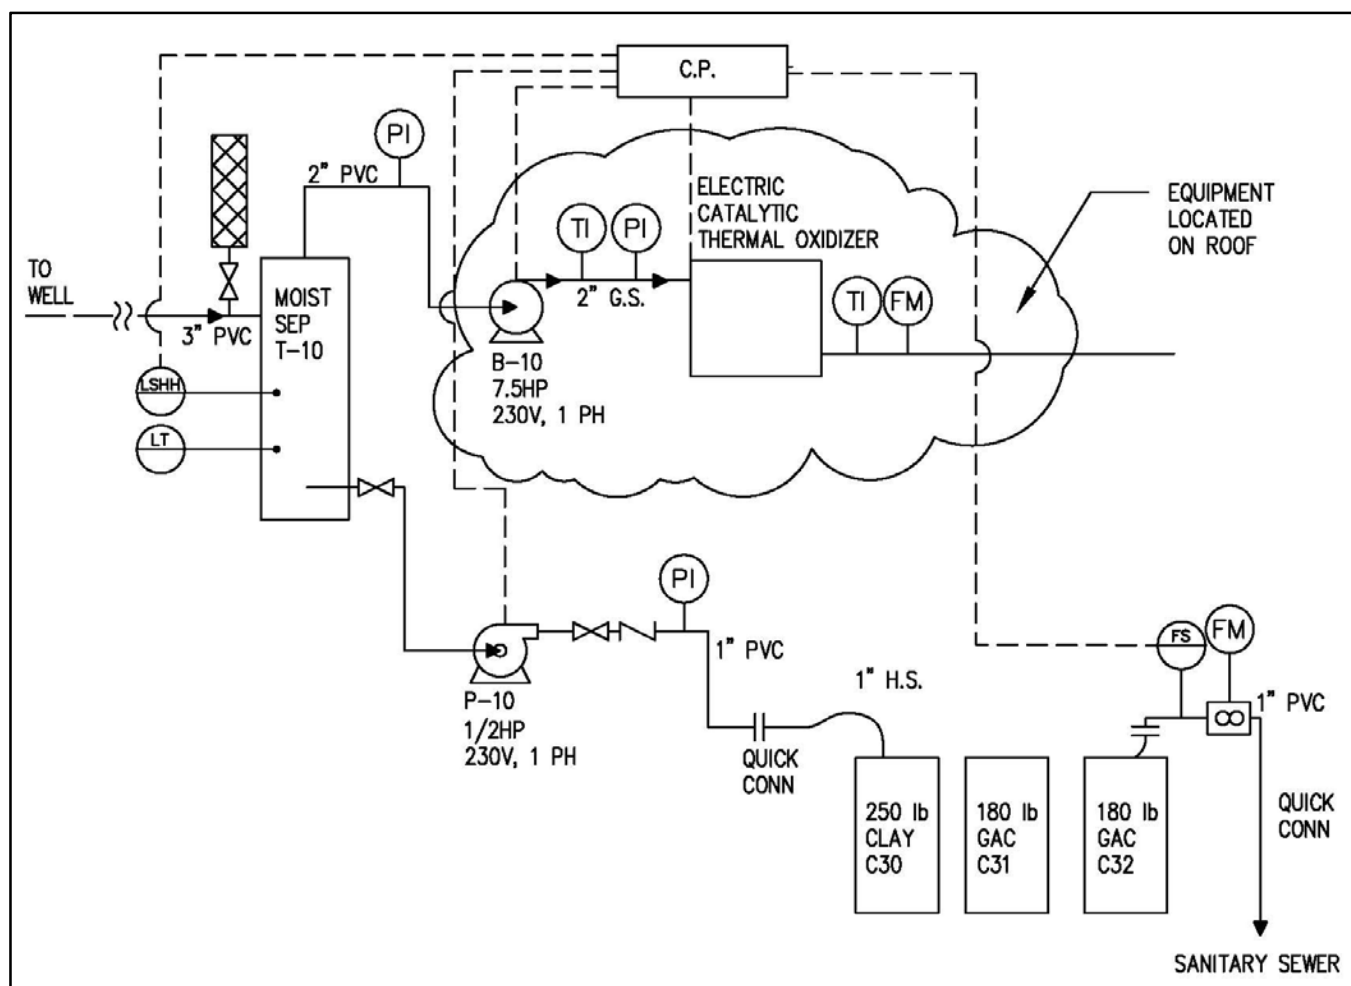 C.P.
PI
2” PVC
ELECTRIC
CATALYTIC
THERMAL OXIDIZER
EQUIPMENT
LOCATED
ON ROOF
TI
PI
TO
WELL
MOIST
SEP
T-10
3” PVC
2” G.S.
TI
FM
B-10
7.5HP
230V, 1 PH
LSHH
LT
PI
1” PVC
P-10
1/2HP
230V, 1 PH
1” H.S.
FS
FM
1” PVC
QUICK
CONN
250 lb
CLAY
C30
180 lb
GAC
C31
180 lb
GAC
C32
QUICK
CONN
SANITARY SEWER